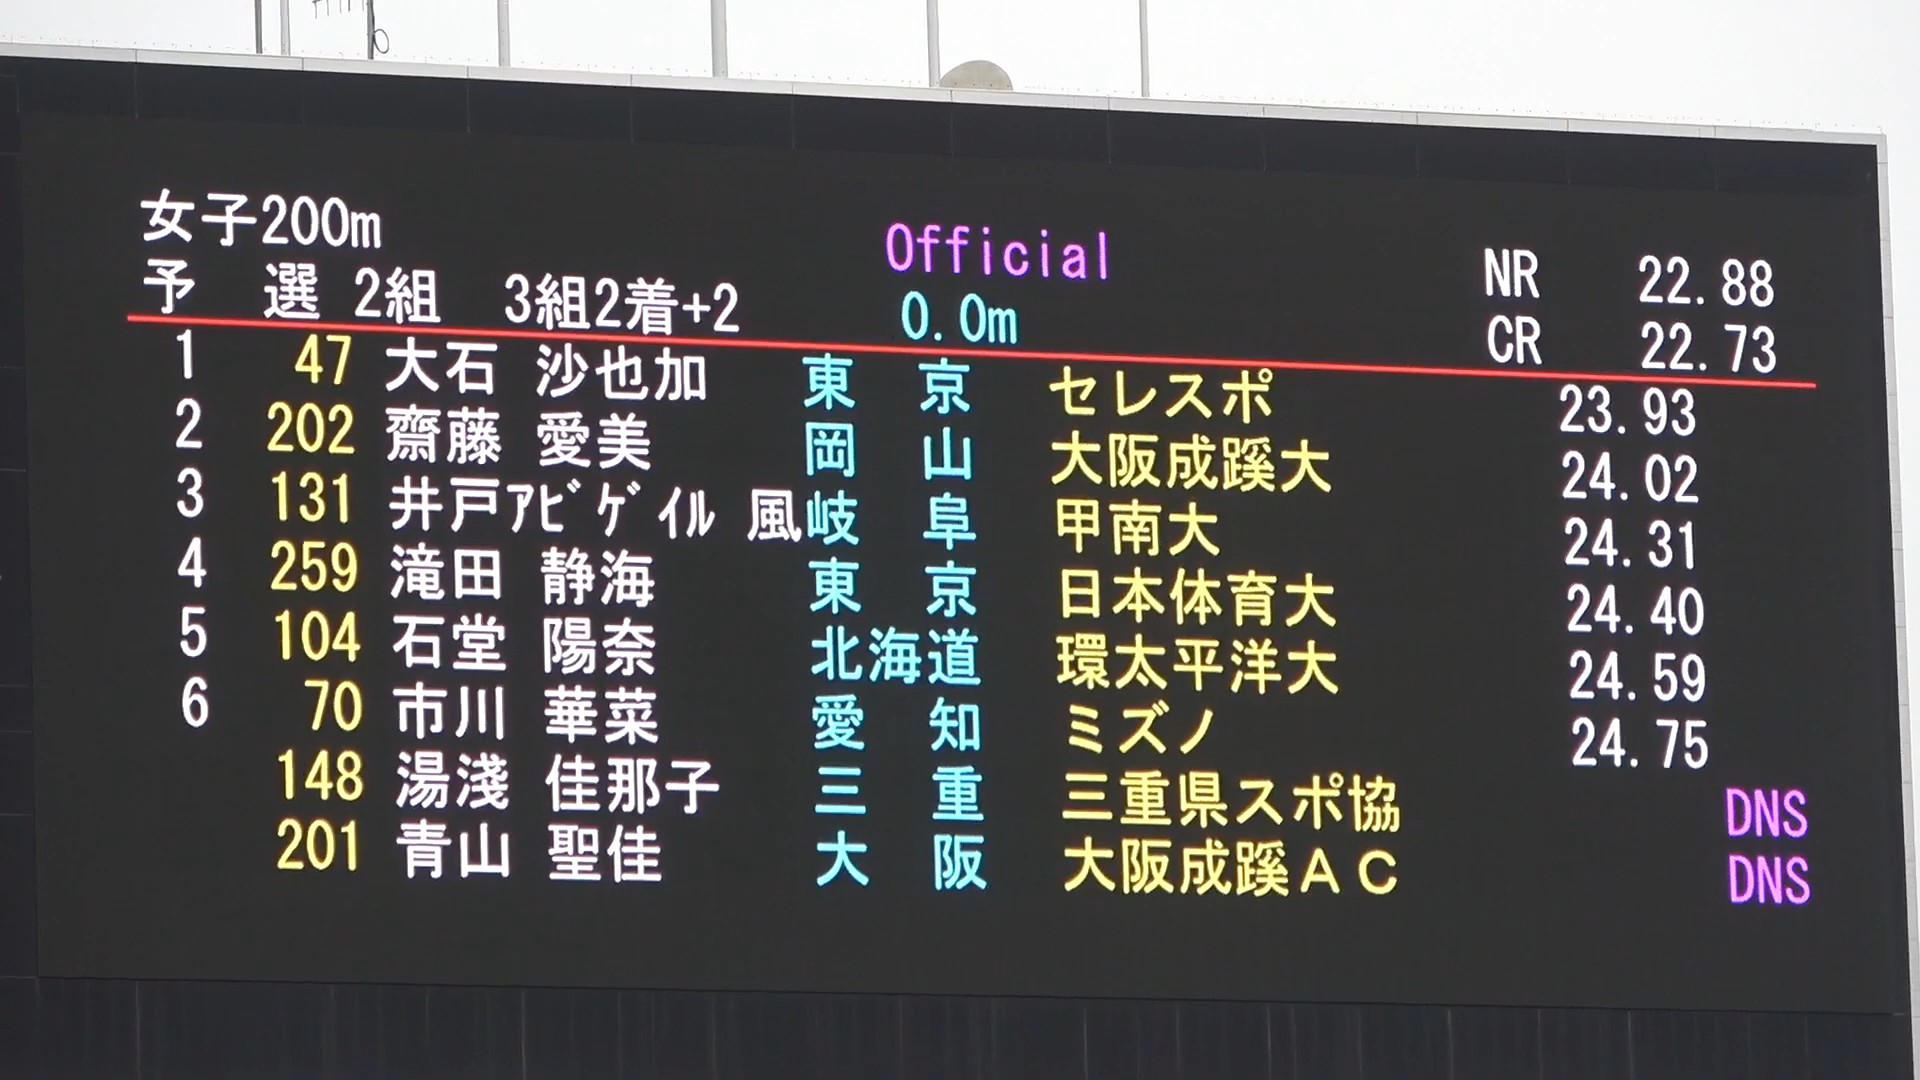 女子200m
Official
NR 22.88
予 選 2組 3組2着+2 0.0m CR 22.73
1 47 大石 沙也加 東 京 セレスポ 23.93
2 202 齋藤 愛美 岡 山 大阪成蹊大 24.02
3 131 井戸ｱﾋﾞｹﾞｲﾙ 風 岐 阜 甲南大 24.31
4 259 滝田 静海 東 京 日本体育大 24.40
5 104 石堂 陽奈 北海道 環太平洋大 24.59
6 70 市川 華菜 愛 知 ミズノ 24.75
148 湯淺 佳那子 三 重 三重県スポ協 DNS
201 青山 聖佳 大 阪 大阪成蹊ＡＣ DNS